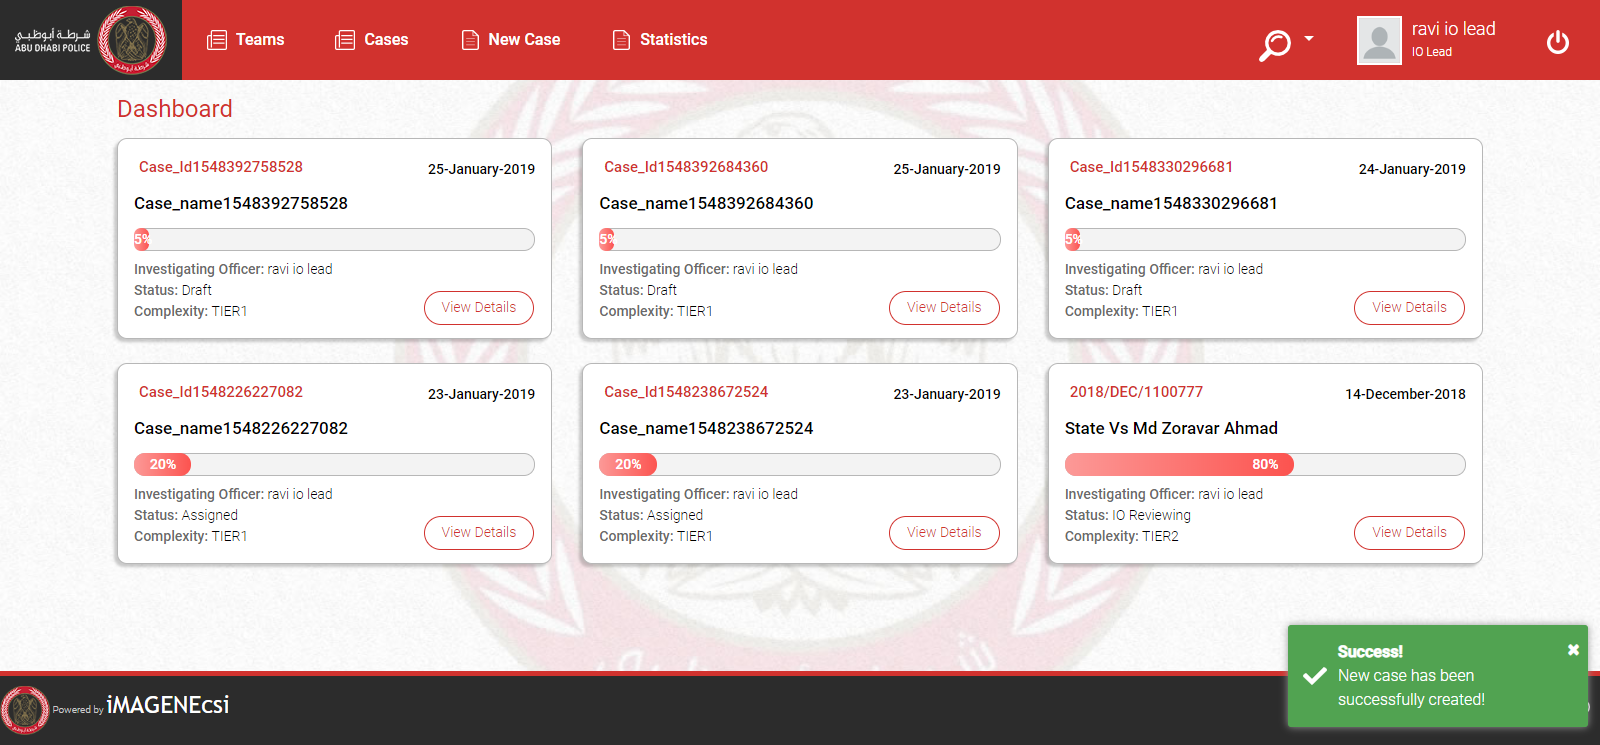 شرطة أبوظبي
ABU DHABI POLICE
Teams
Cases
New Case
Statistics
ravi io lead
IO Lead
Dashboard
Case_Id1548392758528
25-January-2019
Case_name1548392758528
5%
Investigating Officer: ravi io lead
Status: Draft
Complexity: TIER1
View Details
Case_Id1548392684360
25-January-2019
Case_name1548392684360
5%
Investigating Officer: ravi io lead
Status: Draft
Complexity: TIER1
View Details
Case_Id1548330296681
24-January-2019
Case_name1548330296681
5%
Investigating Officer: ravi io lead
Status: Draft
Complexity: TIER1
View Details
Case_Id1548226227082
23-January-2019
Case_name1548226227082
20%
Investigating Officer: ravi io lead
Status: Assigned
Complexity: TIER1
View Details
Case_Id1548238672524
23-January-2019
Case_name1548238672524
20%
Investigating Officer: ravi io lead
Status: Assigned
Complexity: TIER1
View Details
2018/DEC/1100777
14-December-2018
State Vs Md Zoravar Ahmad
80%
Investigating Officer: ravi io lead
Status: IO Reviewing
Complexity: TIER2
View Details
Success!
New case has been
successfully created!
Powered by iMAGENEcsi